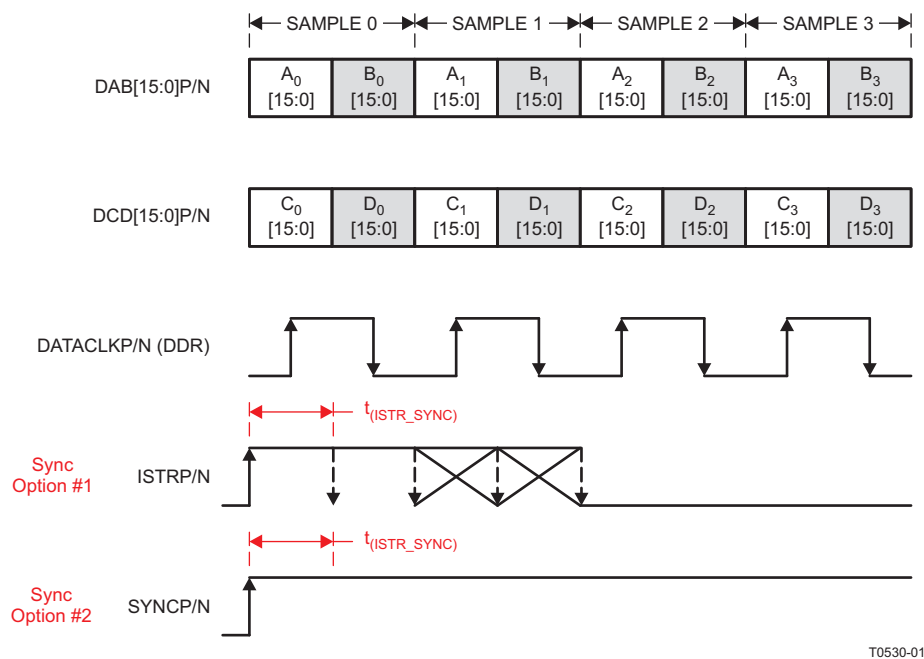 SAMPLE 0 SAMPLE 1 SAMPLE 2 SAMPLE 3
DAB[15:0]P/N
A0 B0 A1 B1 A2 B2 A3 B3
[15:0] [15:0] [15:0] [15:0] [15:0] [15:0] [15:0] [15:0]
DCD[15:0]P/N
C0 D0 C1 D1 C2 D2 C3 D3
[15:0] [15:0] [15:0] [15:0] [15:0] [15:0] [15:0] [15:0]
DATACLKP/N (DDR)
t(ISTR_SYNC)
Sync
Option #1
ISTRP/N
t(ISTR_SYNC)
Sync
Option #2
SYNCP/N
T0530-01